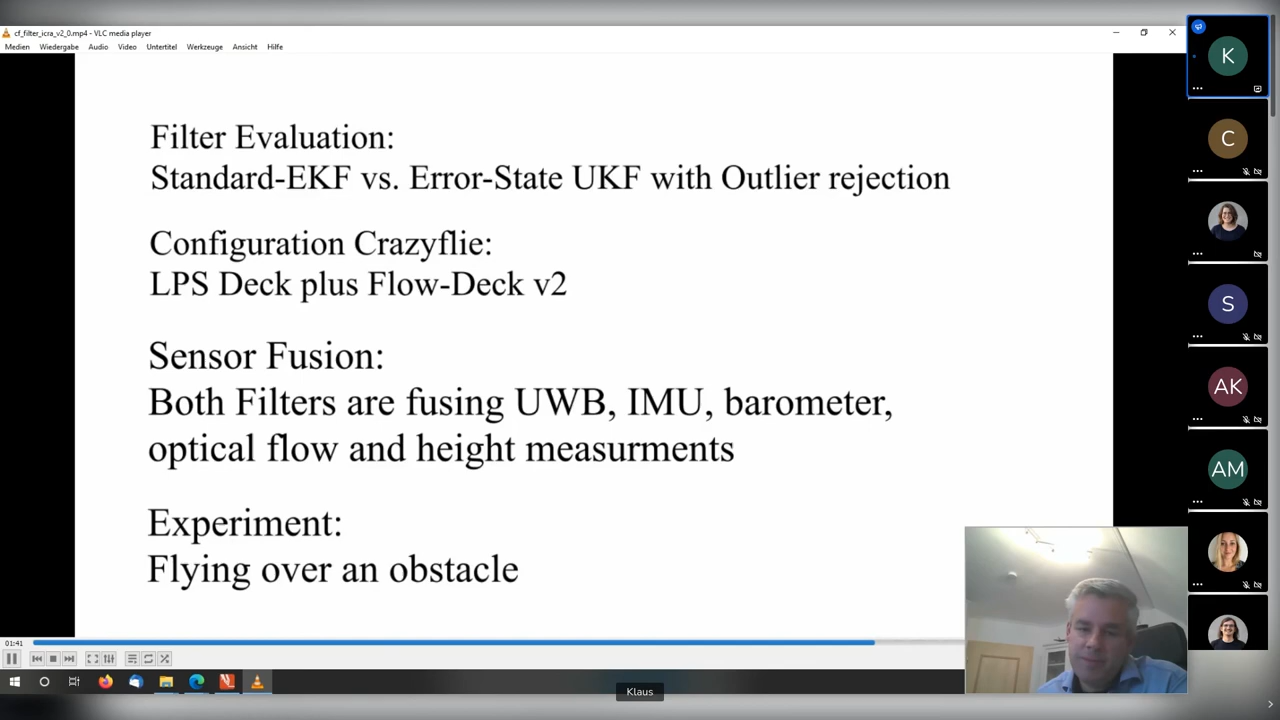 cf_filter_icra_v2_0.mp4 - VLC media player
Medien Wiedergabe Audio Video Untertitel Werkzeuge Ansicht Hilfe
Filter Evaluation:
Standard-EKF vs. Error-State UKF with Outlier rejection
Configuration Crazyflie:
LPS Deck plus Flow-Deck v2
Sensor Fusion:
Both Filters are fusing UWB, IMU, barometer,
optical flow and height measurments
Experiment:
Flying over an obstacle
01:41
K
C
S
AK
AM
Klaus